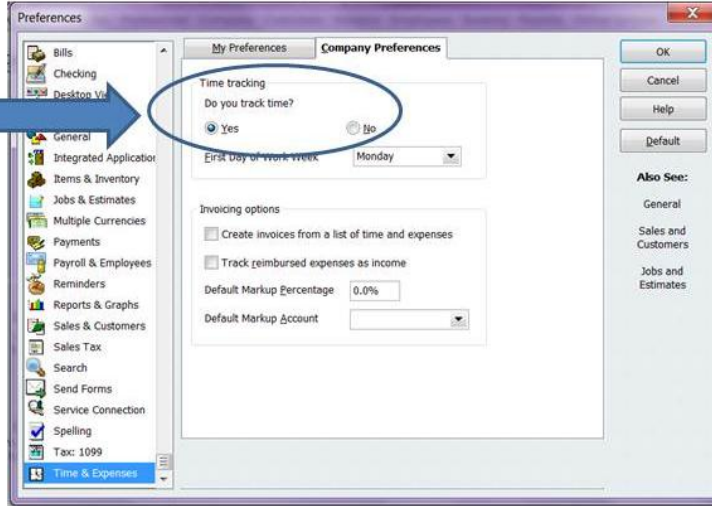 Preferences
Bills
Checking
Desktop Vi
General
Integrated Application
Items & Inventory
Jobs & Estimates
Multiple Currencies
Payments
Payroll & Employees
Reminders
Reports & Graphs
Sales & Customers
Sales Tax
Search
Send Forms
Service Connection
Spelling
Tax: 1099
Time & Expenses
My Preferences
Company Preferences
Time tracking
Do you track time?
Yes
No
First Day of Work Week
Monday
Invoicing options
Create invoices from a list of time and expenses
Track reimbursed expenses as income
Default Markup Percentage
0.0%
Default Markup Account
OK
Cancel
Help
Default
Also See:
General
Sales and
Customers
Jobs and
Estimates